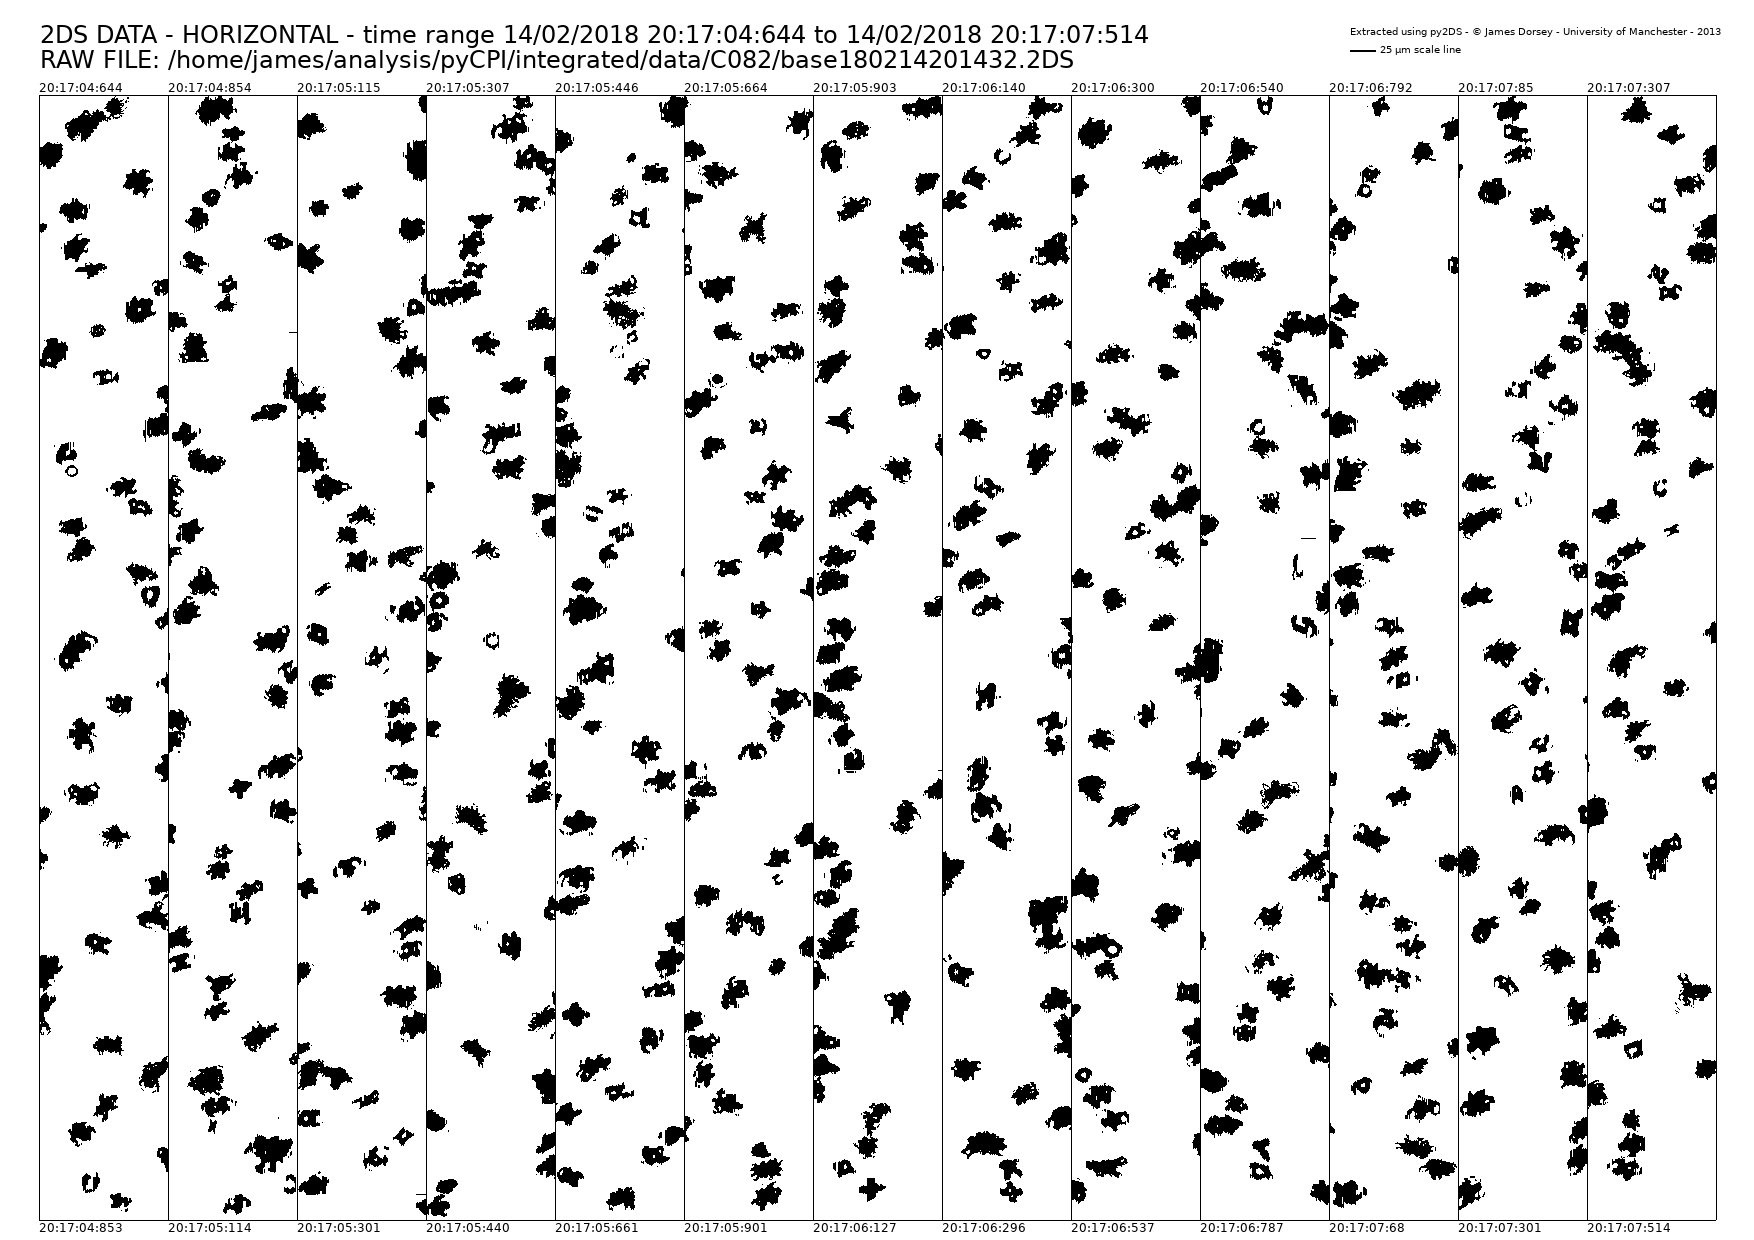 2DS DATA - HORIZONTAL - time range 14/02/2018 20:17:04:644 to 14/02/2018 20:17:07:514
RAW FILE: /home/james/analysis/pyCPI/integrated/data/C082/base180214201432.2DS
Extracted using py2DS - © James Dorsey - University of Manchester - 2013
25 µm scale line
20:17:04:644 20:17:04:854 20:17:05:115 20:17:05:307 20:17:05:446 20:17:05:664 20:17:05:903 20:17:06:140 20:17:06:300 20:17:06:540 20:17:06:792 20:17:07:85 20:17:07:307
20:17:04:853 20:17:05:114 20:17:05:301 20:17:05:440 20:17:05:661 20:17:05:901 20:17:06:127 20:17:06:296 20:17:06:537 20:17:06:787 20:17:07:68 20:17:07:301 20:17:07:514